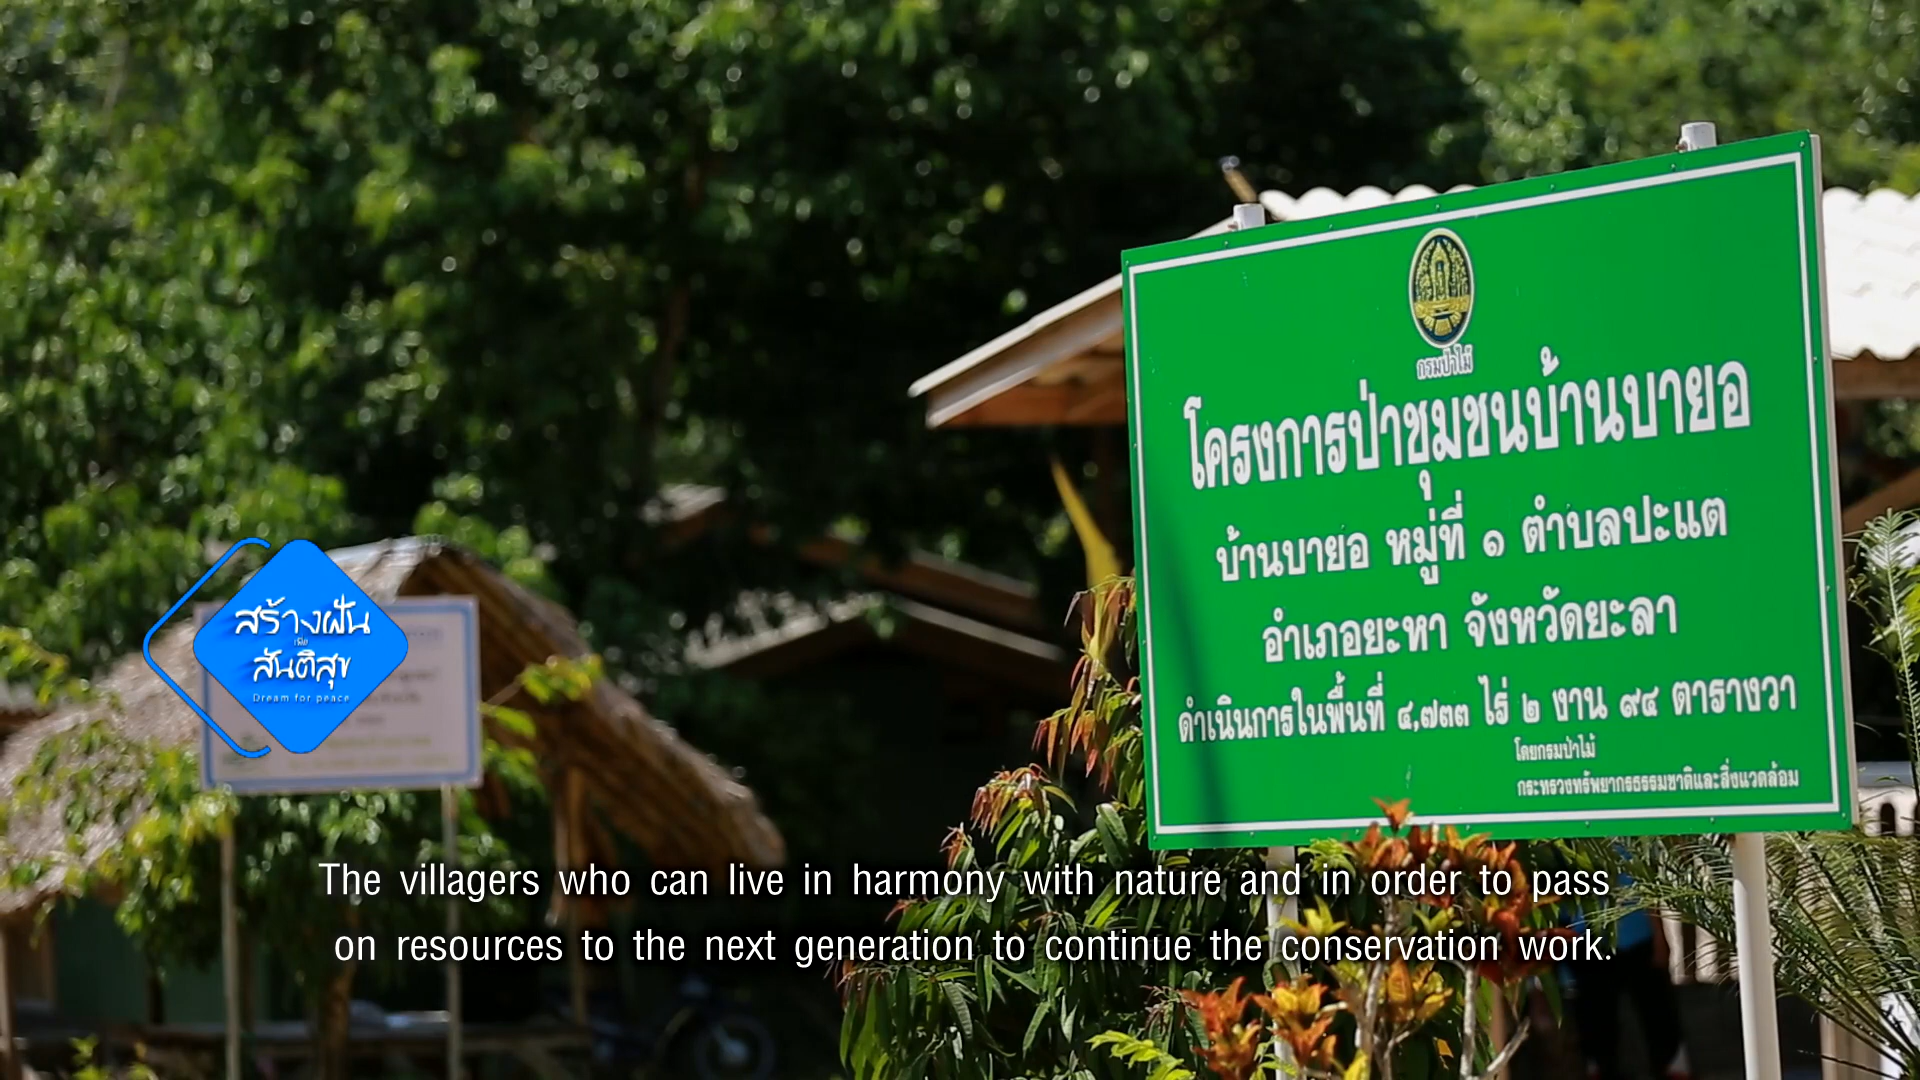 กรมป่าไม้
โครงการป่าชุมชนบ้านบายอ
บ้านบายอ หมู่ที่ ๑ ตำบลปะแต
อำเภอยะหา จังหวัดยะลา
ดำเนินการในพื้นที่ ๔,๗๓๓ ไร่ ๒ งาน ๙๔ ตารางวา
โดยกรมป่าไม้
กระทรวงทรัพยากรธรรมชาติและสิ่งแวดล้อม
สร้างฝัน
เพื่อ
สันติสุข
Dream for peace
The villagers who can live in harmony with nature and in order to pass
on resources to the next generation to continue the conservation work.